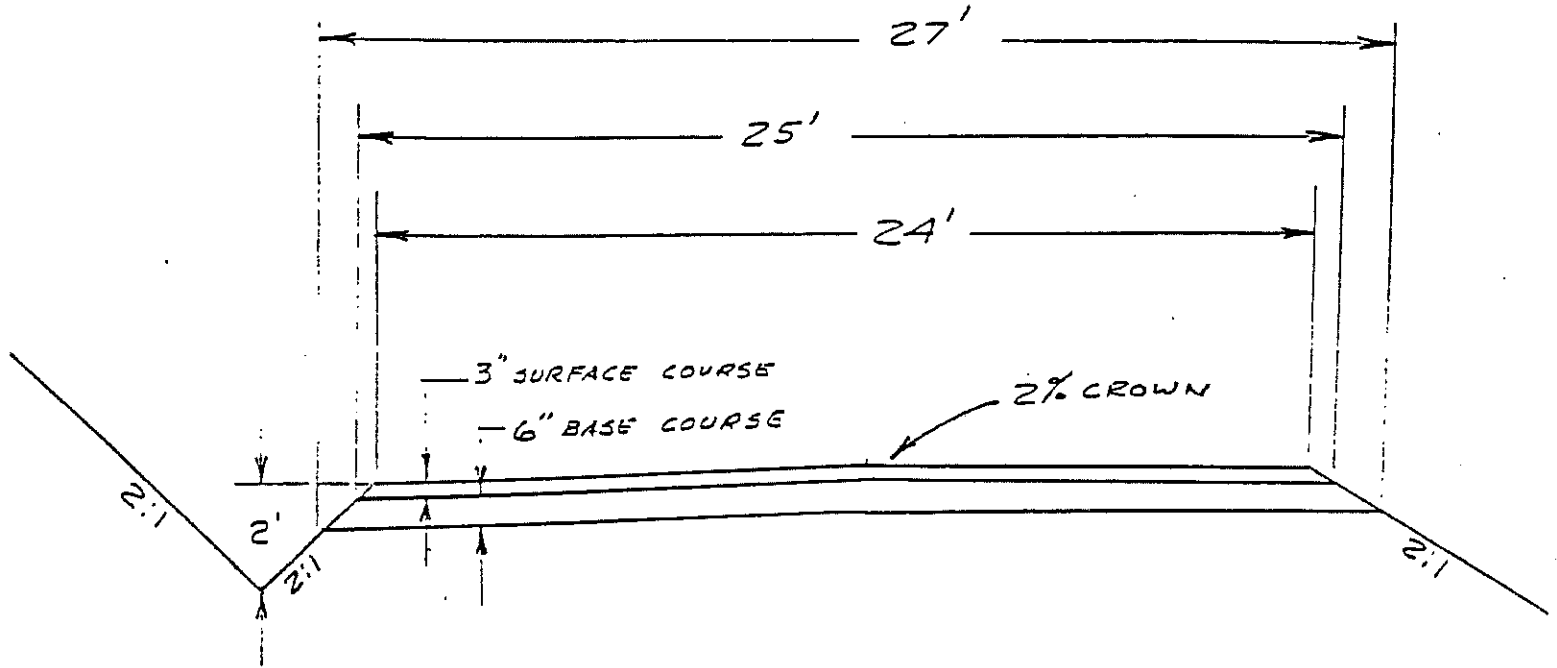 27'
25'
24'
3" SURFACE COURSE
6" BASE COURSE
2% CROWN
2:1
2'
2:1
2:1